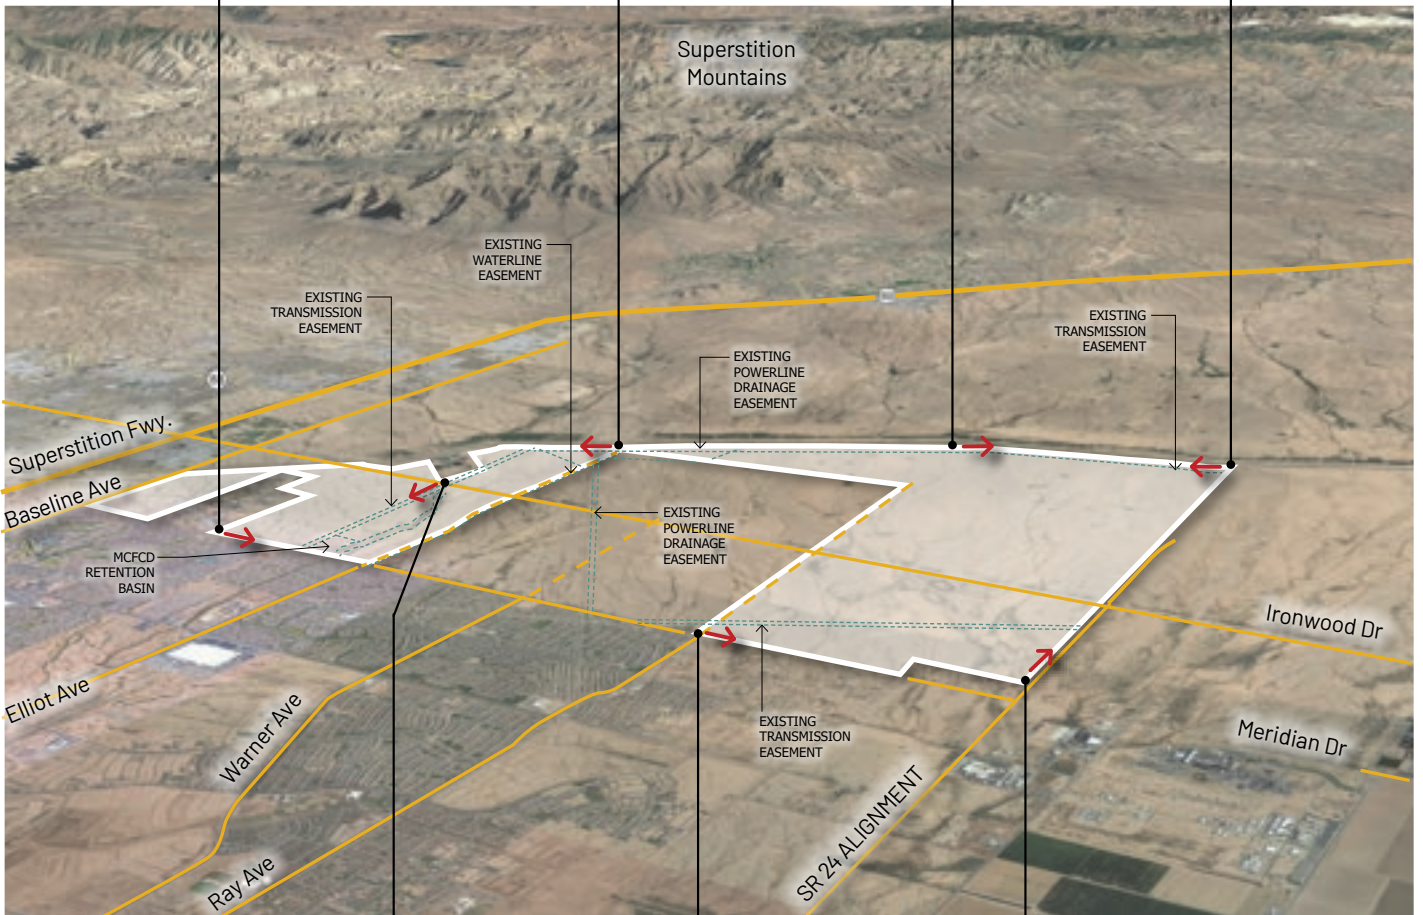 Superstition
Mountains
EXISTING
WATERLINE
EASEMENT
EXISTING
TRANSMISSION
EASEMENT
EXISTING
TRANSMISSION
EASEMENT
EXISTING
POWERLINE
DRAINAGE
EASEMENT
Superstition Fwy.
Baseline Ave
EXISTING
POWERLINE
DRAINAGE
EASEMENT
MCFCD
RETENTION
BASIN
Ironwood Dr
Elliot Ave
Warner Ave
EXISTING
TRANSMISSION
EASEMENT
Meridian Dr
SR 24 ALIGNMENT
Ray Ave